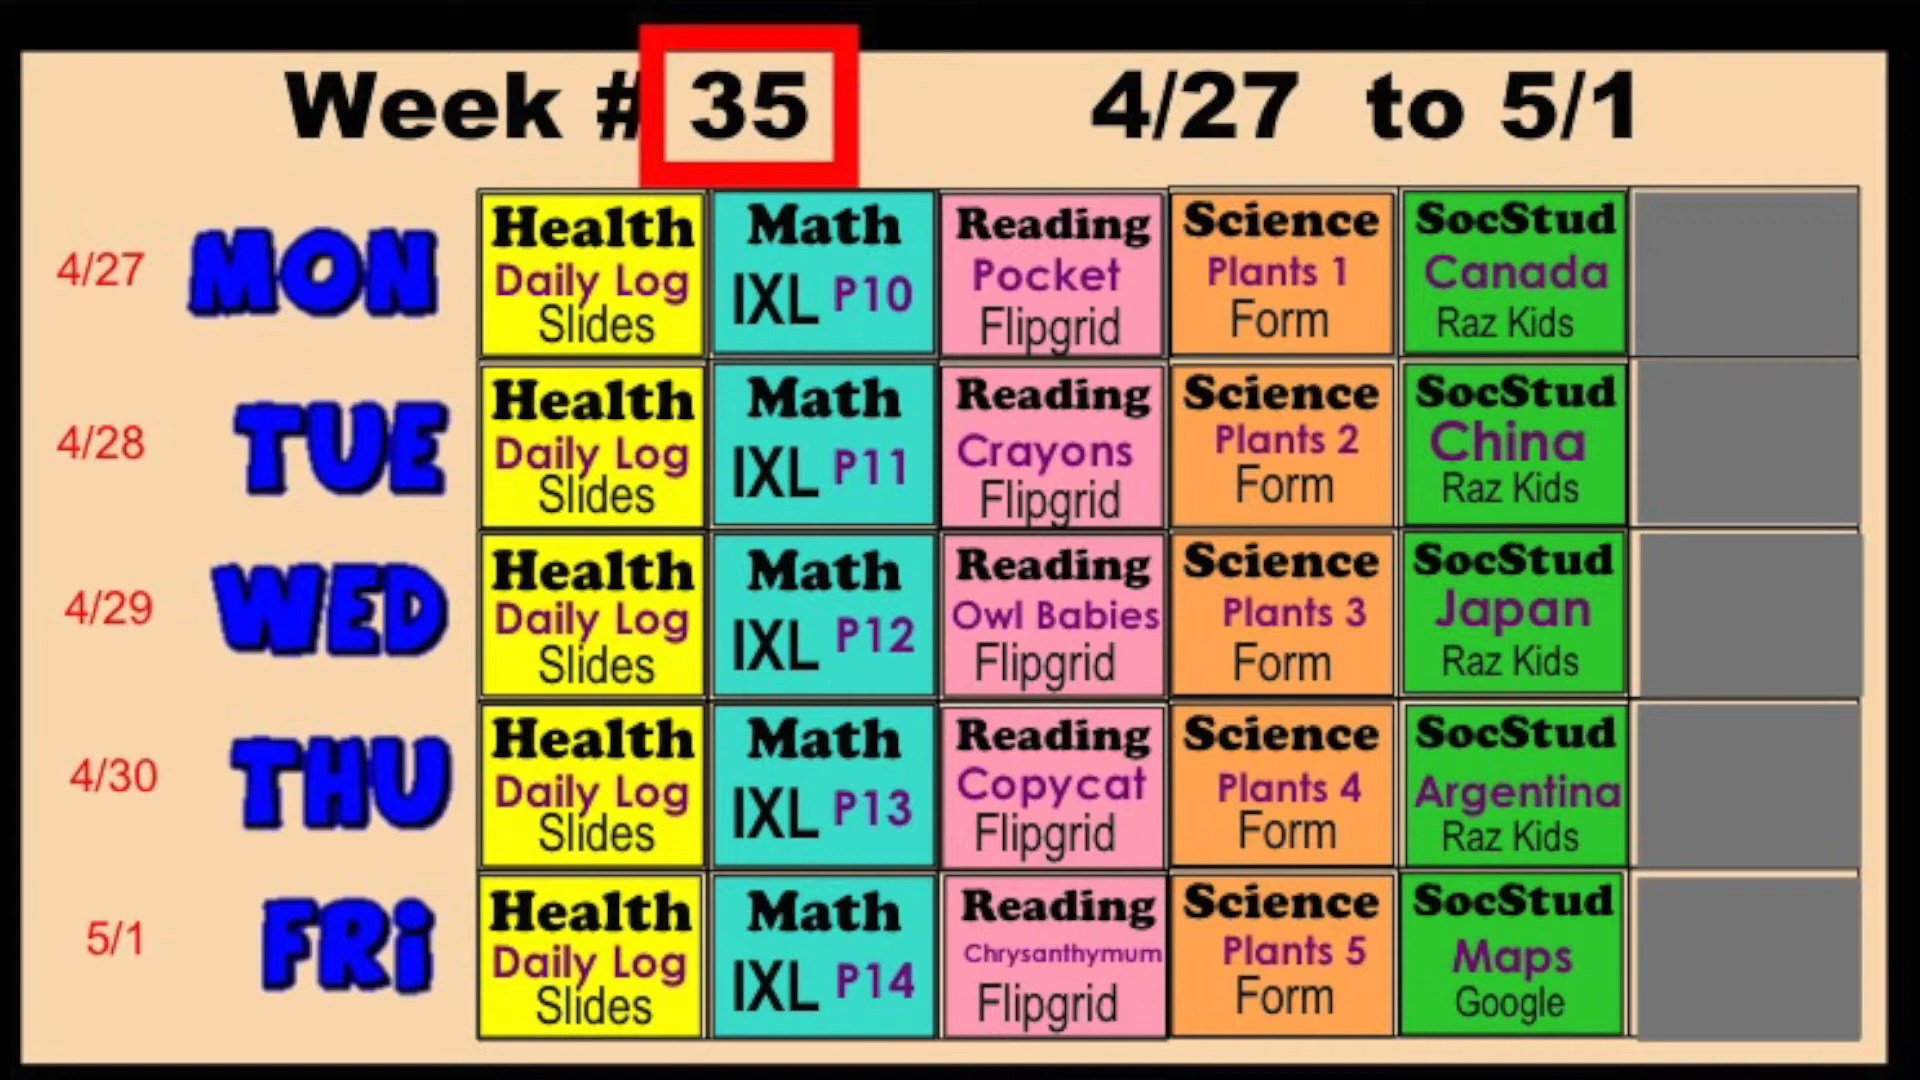 Week # 35 4/27 to 5/1
4/27 MON
Health
Daily Log
Slides
Math
IXL P10
Reading
Pocket
Flipgrid
Science
Plants 1
Form
SocStud
Canada
Raz Kids
4/28 TUE
Health
Daily Log
Slides
Math
IXL P11
Reading
Crayons
Flipgrid
Science
Plants 2
Form
SocStud
China
Raz Kids
4/29 WED
Health
Daily Log
Slides
Math
IXL P12
Reading
Owl Babies
Flipgrid
Science
Plants 3
Form
SocStud
Japan
Raz Kids
4/30 THU
Health
Daily Log
Slides
Math
IXL P13
Reading
Copycat
Flipgrid
Science
Plants 4
Form
SocStud
Argentina
Raz Kids
5/1 FRi
Health
Daily Log
Slides
Math
IXL P14
Reading
Chrysanthymum
Flipgrid
Science
Plants 5
Form
SocStud
Maps
Google